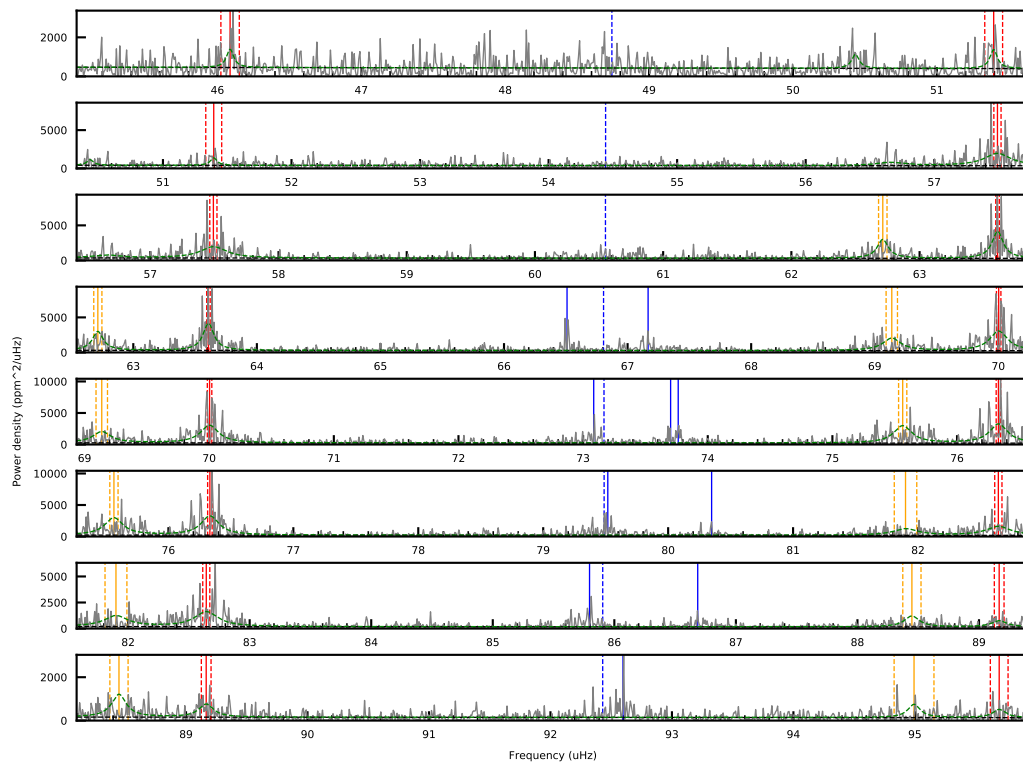 2000
0
46 47 48 49 50 51
5000
0
51 52 53 54 55 56 57
5000
0
57 58 59 60 61 62 63
5000
0
63 64 65 66 67 68 69 70
10000
5000
0
69 70 71 72 73 74 75 76
10000
5000
0
76 77 78 79 80 81 82
5000
2500
0
82 83 84 85 86 87 88 89
2000
0
89 90 91 92 93 94 95
Power density (ppm^2/uHz)
Frequency (uHz)